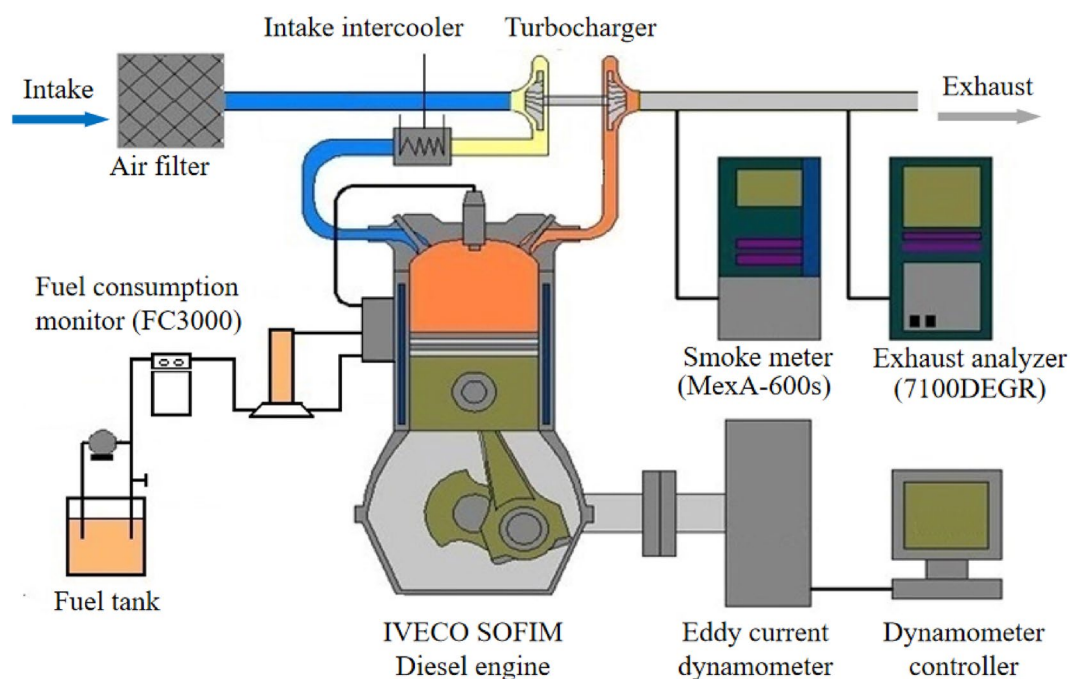 Intake intercooler
Turbocharger
Intake
Exhaust
Air filter
Fuel consumption
monitor (FC3000)
Smoke meter
(MexA-600s)
Exhaust analyzer
(7100DEGR)
Fuel tank
IVECO SOFIM
Diesel engine
Eddy current
dynamometer
Dynamometer
controller